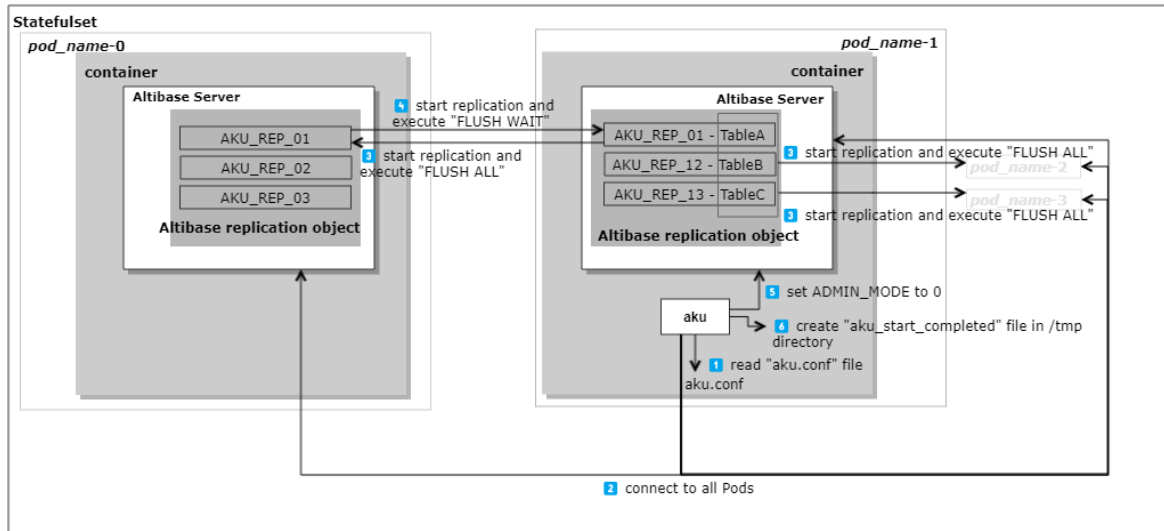 Statefulset
pod_name-0
container
Altibase Server
AKU_REP_01
AKU_REP_02
AKU_REP_03
Altibase replication object
4 start replication and
execute "FLUSH WAIT"
3 start replication and
execute "FLUSH ALL"
pod_name-1
container
Altibase Server
AKU_REP_01 - TableA
AKU_REP_12 - TableB
AKU_REP_13 - TableC
Altibase replication object
3 start replication and execute "FLUSH ALL"
pod_name-2
pod_name-3
3 start replication and execute "FLUSH ALL"
5 set ADMIN_MODE to 0
aku
6 create "aku_start_completed" file in /tmp
directory
1 read "aku.conf" file
aku.conf
2 connect to all Pods